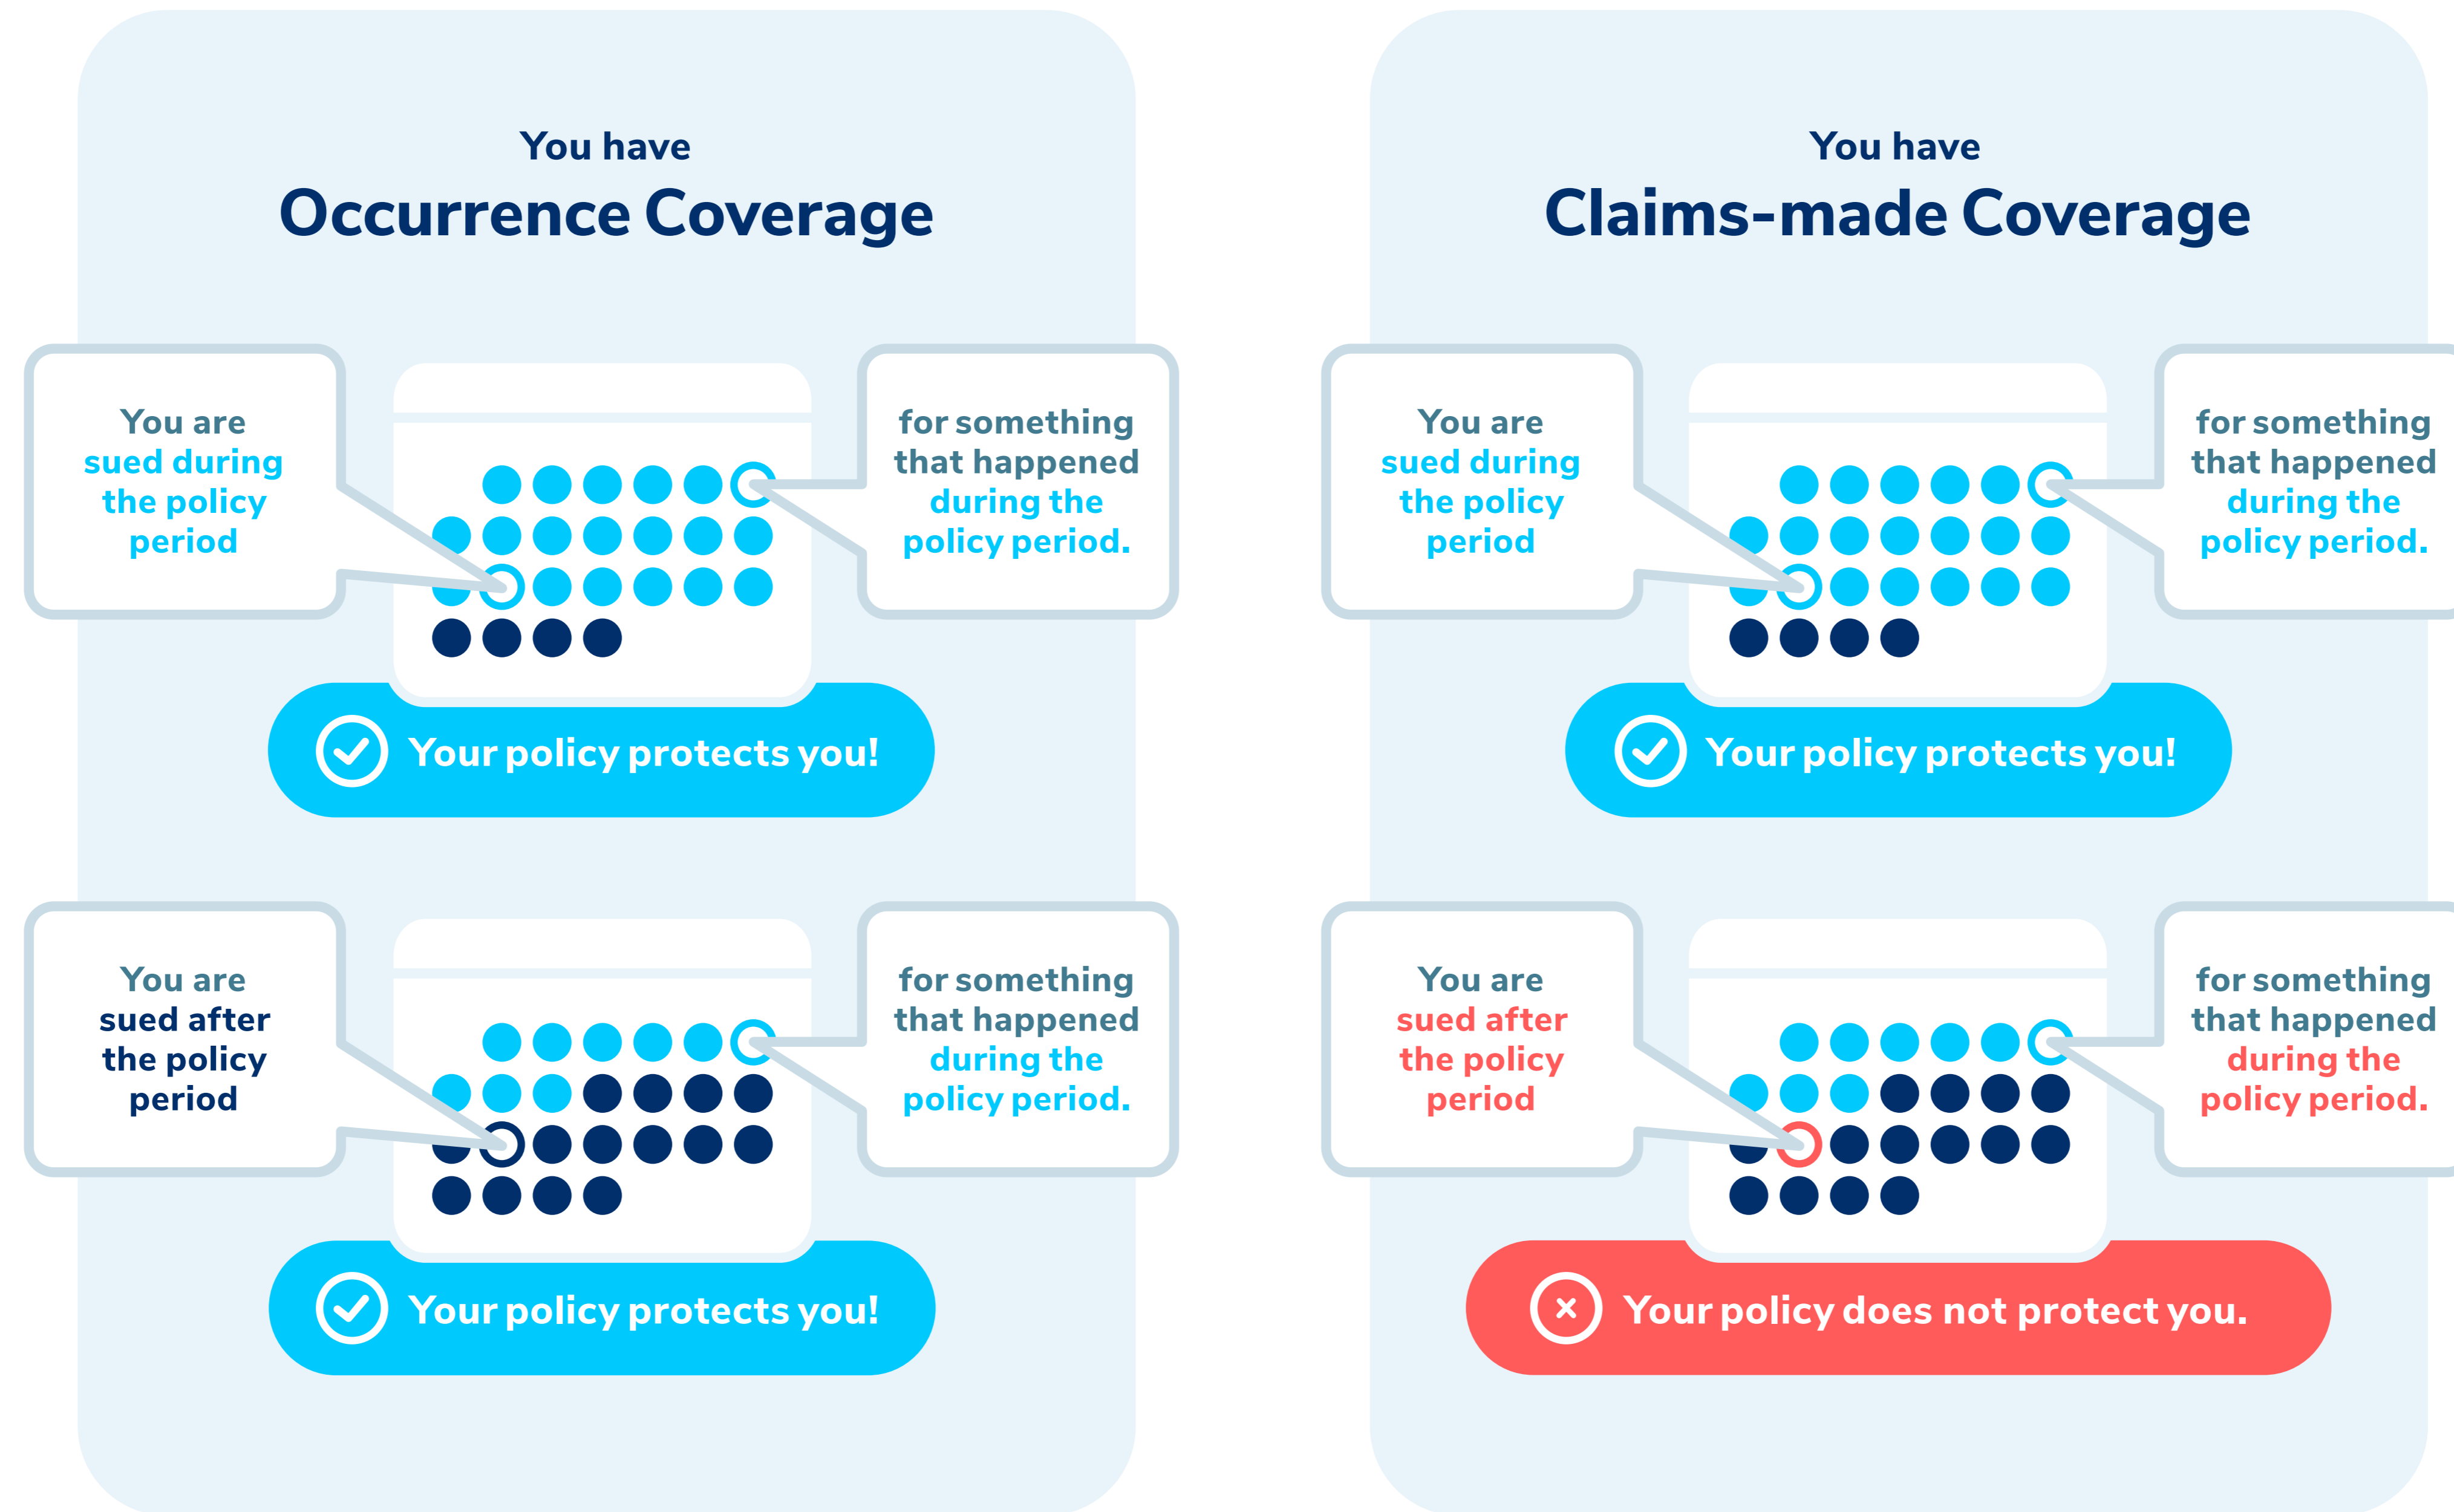 You have
Occurrence Coverage
You are
sued during
the policy
period
for something
that happened
during the
policy period.
Your policy protects you!
You are
sued after
the policy
period
for something
that happened
during the
policy period.
Your policy protects you!
You have
Claims-made Coverage
You are
sued during
the policy
period
for something
that happened
during the
policy period.
Your policy protects you!
You are
sued after
the policy
period
for something
that happened
during the
policy period.
Your policy does not protect you.